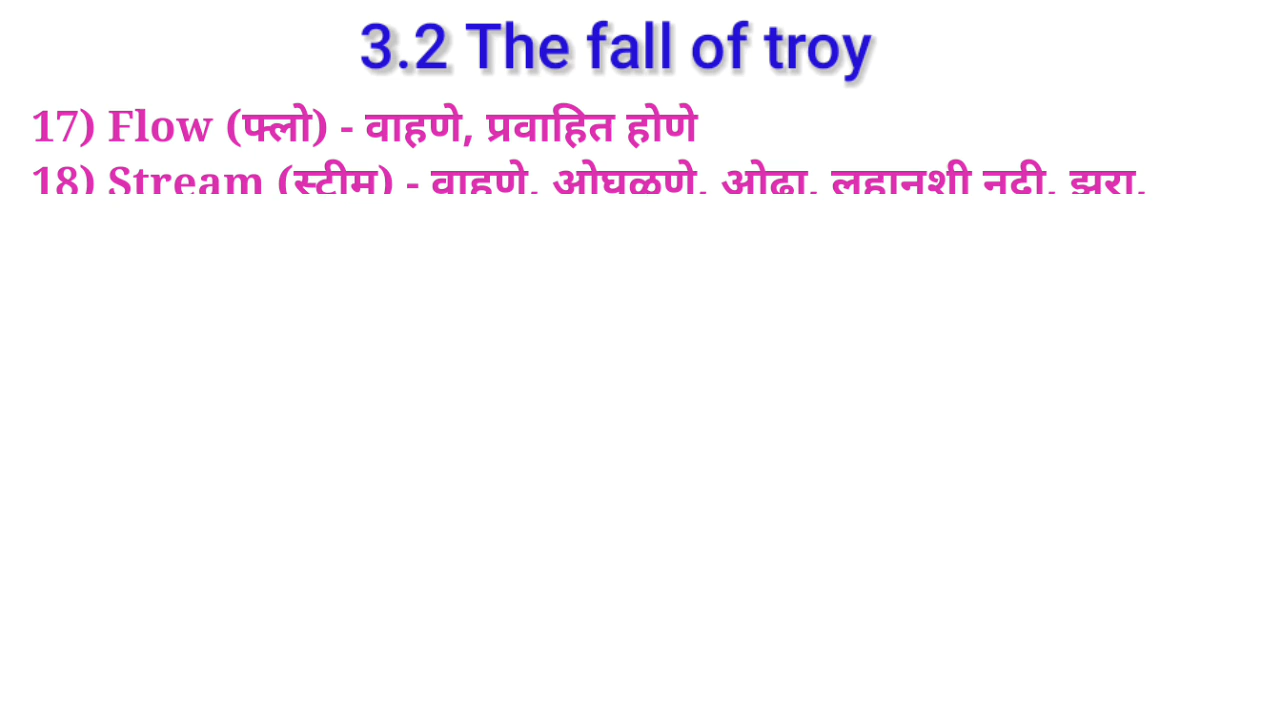 3.2 The fall of troy
17) Flow (फ्लो) - वाहणे, प्रवाहित होणे
18) Stream (स्टीम) - वाहणे, ओघळणे, ओढा, लहानशी नदी, झरा,